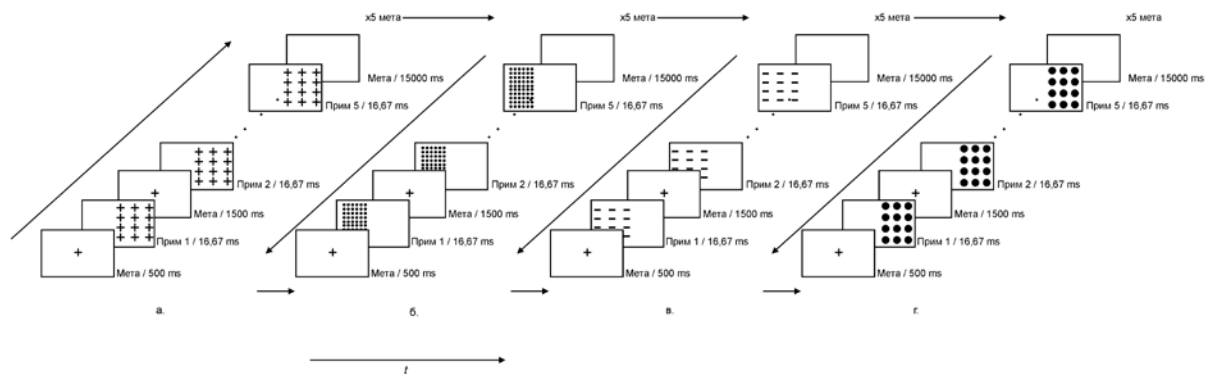 x5 мета
x5 мета
x5 мета
x5 мета
Мета / 15000 ms
Прим 5 / 16,67 ms
Прим 2 / 16,67 ms
Мета / 1500 ms
Прим 1 / 16,67 ms
Мета / 500 ms
а.
Мета / 15000 ms
Прим 5 / 16,67 ms
Прим 2 / 16,67 ms
Мета / 1500 ms
Прим 1 / 16,67 ms
Мета / 500 ms
б.
Мета / 15000 ms
Прим 5 / 16,67 ms
Прим 2 / 16,67 ms
Мета / 1500 ms
Прим 1 / 16,67 ms
Мета / 500 ms
в.
Мета / 15000 ms
Прим 5 / 16,67 ms
Прим 2 / 16,67 ms
Мета / 1500 ms
Прим 1 / 16,67 ms
Мета / 500 ms
г.
t